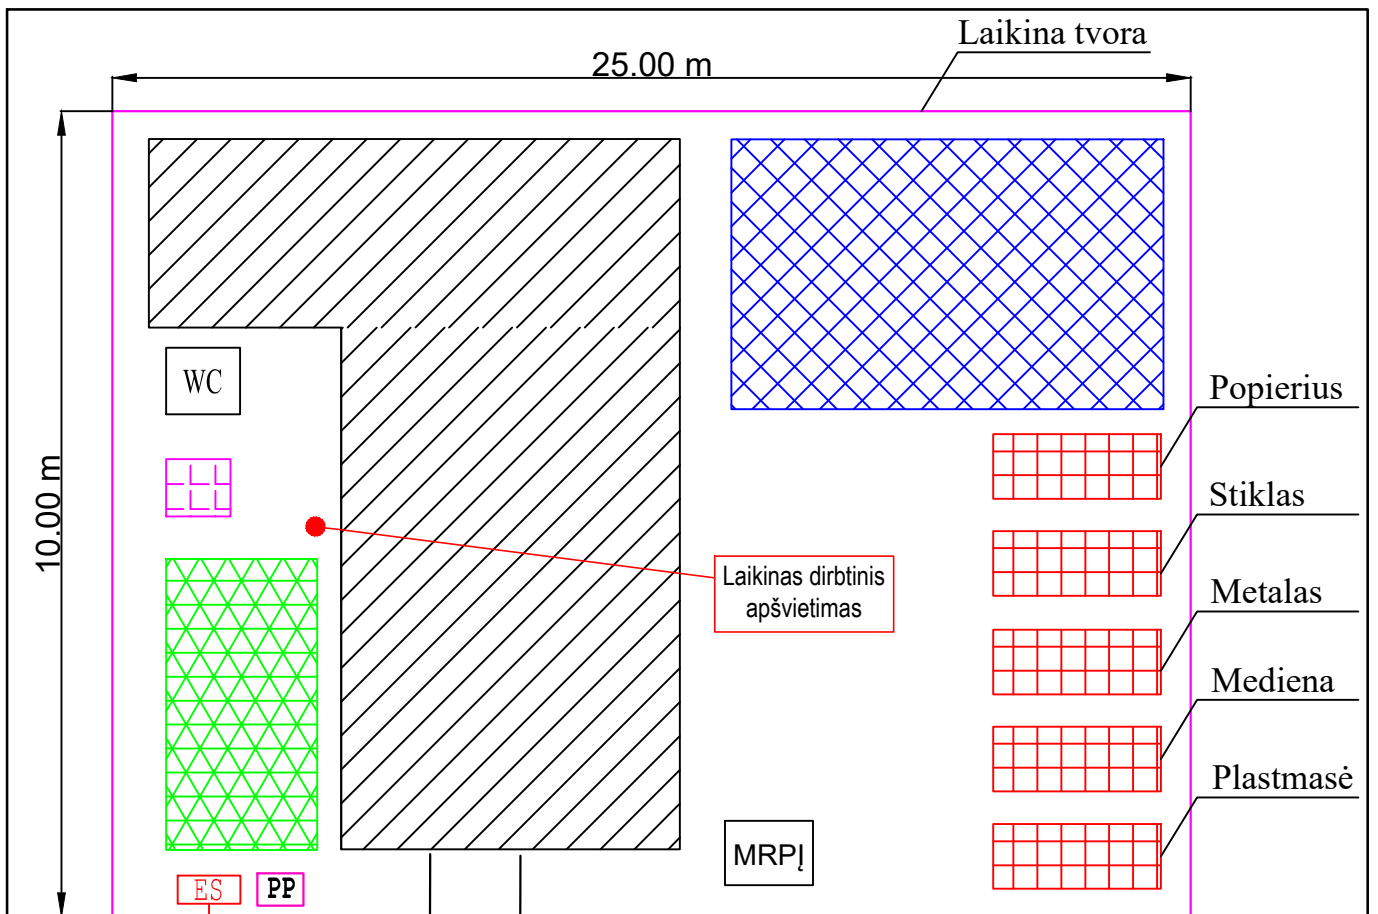 Laikina tvora
25.00 m
WC
Popierius
10.00 m
Stiklas
Laikinas dirbtinis
apšvietimas
Metalas
Mediena
Plastmasė
MRPĮ
ES
PP